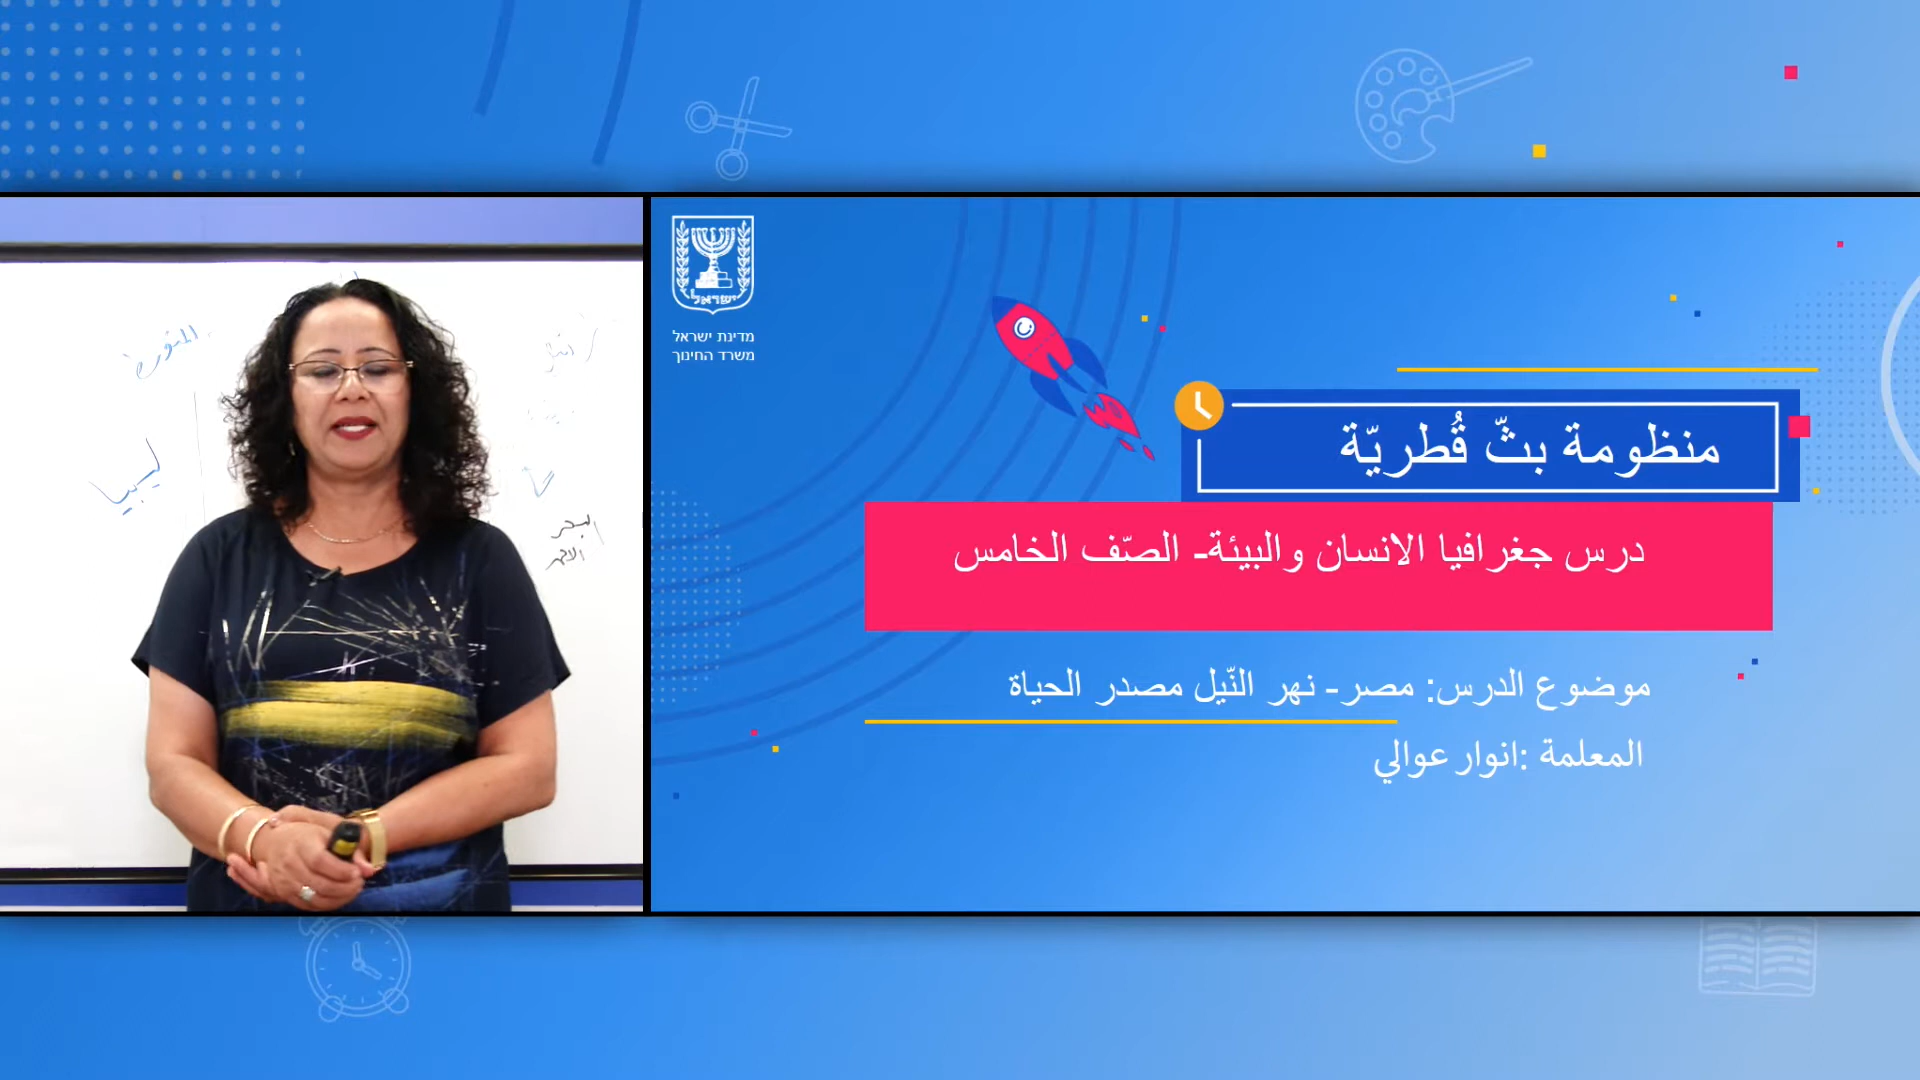 ישראל
מדינת ישראל
משרד החינוך
منظومة بثّ قُطريّة
درس جغرافيا الانسان والبيئة- الصّف الخامس
موضوع الدرس: مصر- نهر النّيل مصدر الحياة
المعلمة :انوار عوالي
ليبيا
البحر
الاحمر